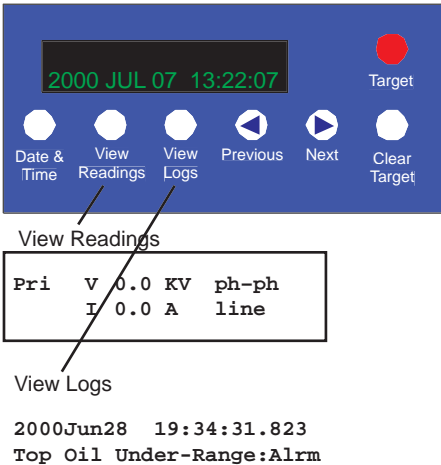 2000 JUL 07 13:22:07
Target
Date & Time
View Readings
View Logs
Previous
Next
Clear Target
View Readings
Pri V 0.0 KV ph-ph
I 0.0 A line
View Logs
2000Jun28 19:34:31.823
Top Oil Under-Range:Alrm